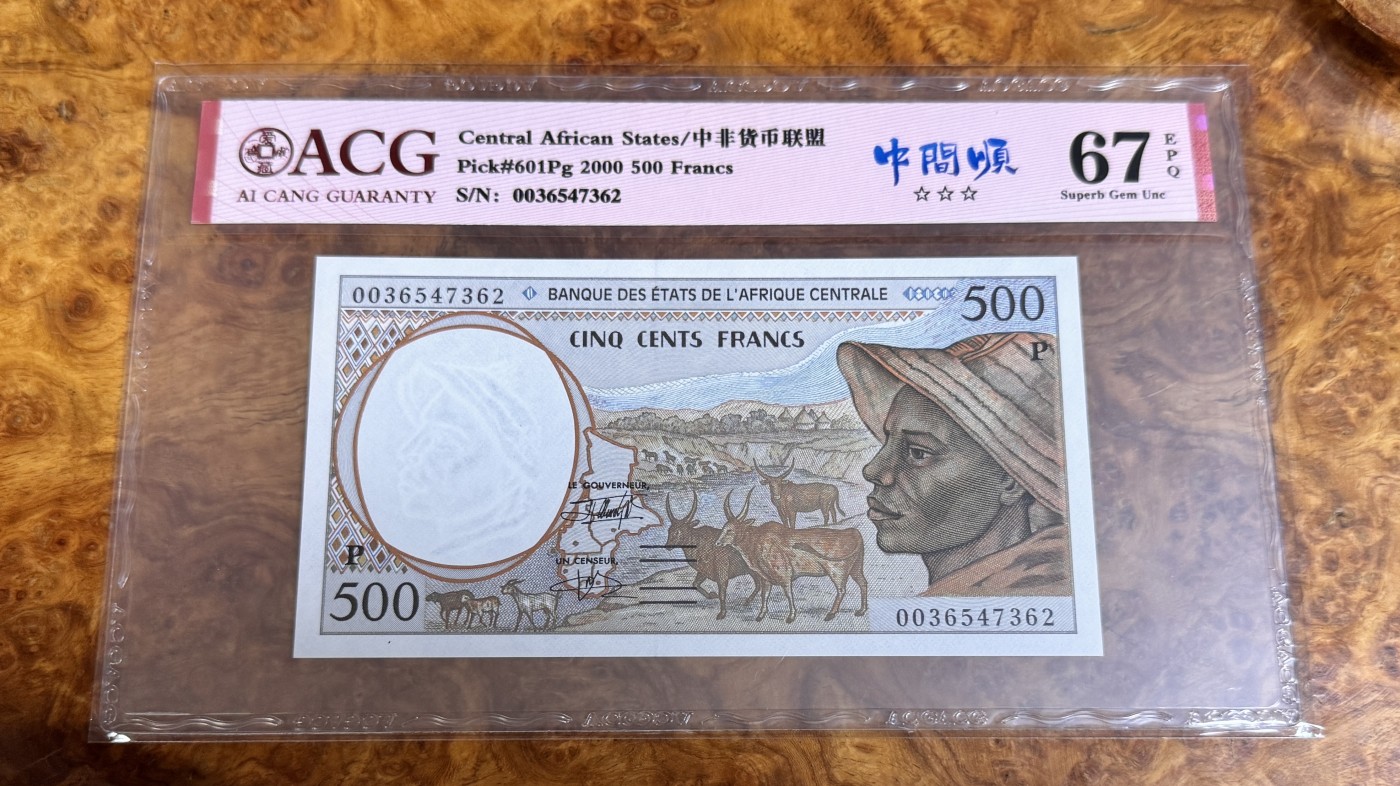 ACG
AI CANG GUARANTY
Central African States/中非货币联盟
Pick#601Pg 2000 500 Francs
S/N: 0036547362
中間順
☆☆☆
67
EPQ
Superb Gem Unc
0036547362
BANQUE DES ÉTATS DE L'AFRIQUE CENTRALE
500
CINQ CENTS FRANCS
P
LE GOUVERNEUR,
P
UN CENSEUR,
500
0036547362